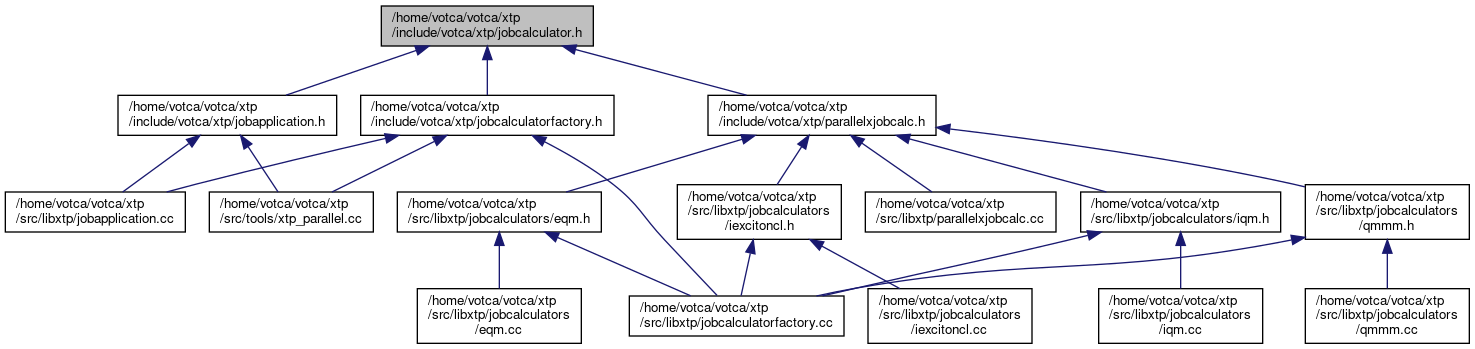 /home/votca/votca/xtp
/include/votca/xtp/jobcalculator.h
/home/votca/votca/xtp
/include/votca/xtp/jobapplication.h
/home/votca/votca/xtp
/include/votca/xtp/jobcalculatorfactory.h
/home/votca/votca/xtp
/include/votca/xtp/parallelxjobcalc.h
/home/votca/votca/xtp
/src/libxtp/jobapplication.cc
/home/votca/votca/xtp
/src/tools/xtp_parallel.cc
/home/votca/votca/xtp
/src/libxtp/jobcalculators/eqm.h
/home/votca/votca/xtp
/src/libxtp/jobcalculators
/iexcitoncl.h
/home/votca/votca/xtp
/src/libxtp/parallelxjobcalc.cc
/home/votca/votca/xtp
/src/libxtp/jobcalculators/iqm.h
/home/votca/votca/xtp
/src/libxtp/jobcalculators
/qmmm.h
/home/votca/votca/xtp
/src/libxtp/jobcalculators
/eqm.cc
/home/votca/votca/xtp
/src/libxtp/jobcalculatorfactory.cc
/home/votca/votca/xtp
/src/libxtp/jobcalculators
/iexcitoncl.cc
/home/votca/votca/xtp
/src/libxtp/jobcalculators
/iqm.cc
/home/votca/votca/xtp
/src/libxtp/jobcalculators
/qmmm.cc